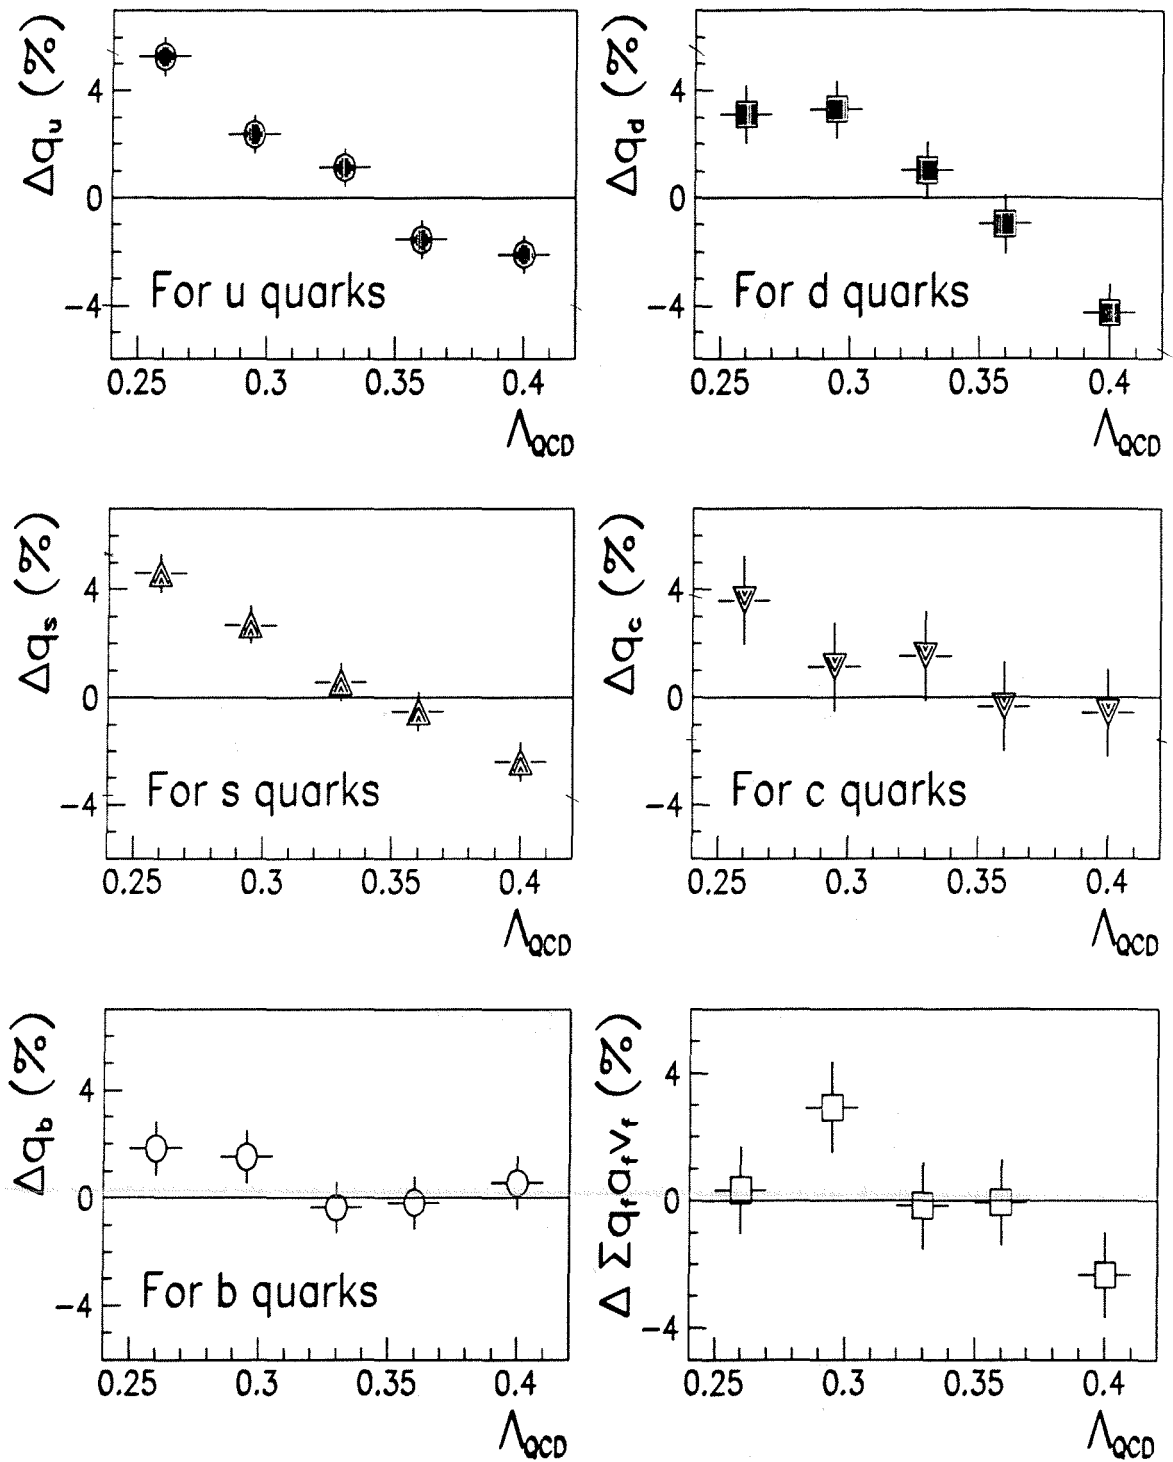 Δq_u (%)
4
0
−4
For u quarks
0.25 0.3 0.35 0.4
Λ_QCD
Δq_d (%)
4
0
−4
For d quarks
0.25 0.3 0.35 0.4
Λ_QCD
Δq_s (%)
4
0
−4
For s quarks
0.25 0.3 0.35 0.4
Λ_QCD
Δq_c (%)
4
0
−4
For c quarks
0.25 0.3 0.35 0.4
Λ_QCD
Δq_b (%)
4
0
−4
For b quarks
0.25 0.3 0.35 0.4
Λ_QCD
Δ Σq_f a_f v_f (%)
4
0
−4
0.25 0.3 0.35 0.4
Λ_QCD